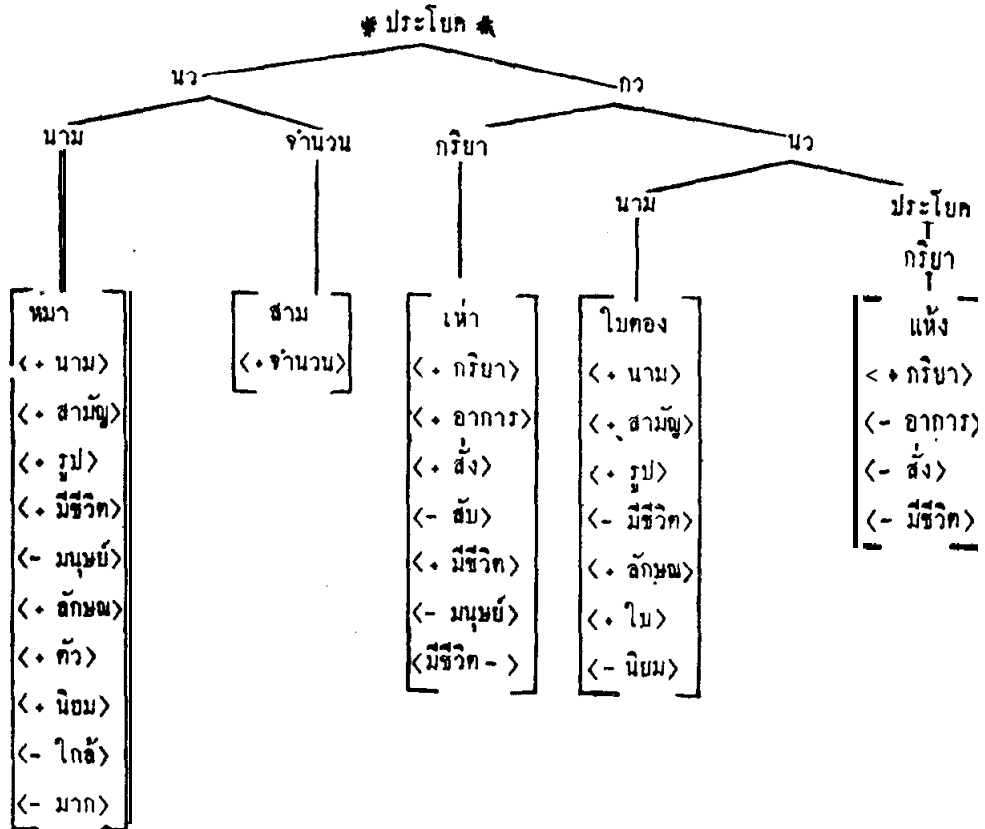 * ประโยค *
นว กว
นาม จำนวน กริยา นว
นาม ประโยค
กริยา
หมา
<+ นาม>
<+ สามัญ>
<+ รูป>
<+ มีชีวิต>
<- มนุษย์>
<+ ลักษณ>
<+ ตัว>
<+ นิยม>
<- ใกล้>
<- มาก>
สาม
<+ จำนวน>
เห่า
<+ กริยา>
<+ อาการ>
<+ สั่ง>
<- สับ>
<+ มีชีวิต>
<- มนุษย์>
<มีชีวิต - >
ใบตอง
<+ นาม>
<+ สามัญ>
<+ รูป>
<- มีชีวิต>
<+ ลักษณ>
<+ ใบ>
<- นิยม>
แห้ง
<+ กริยา>
<- อาการ>
<- สั่ง>
<- มีชีวิต>